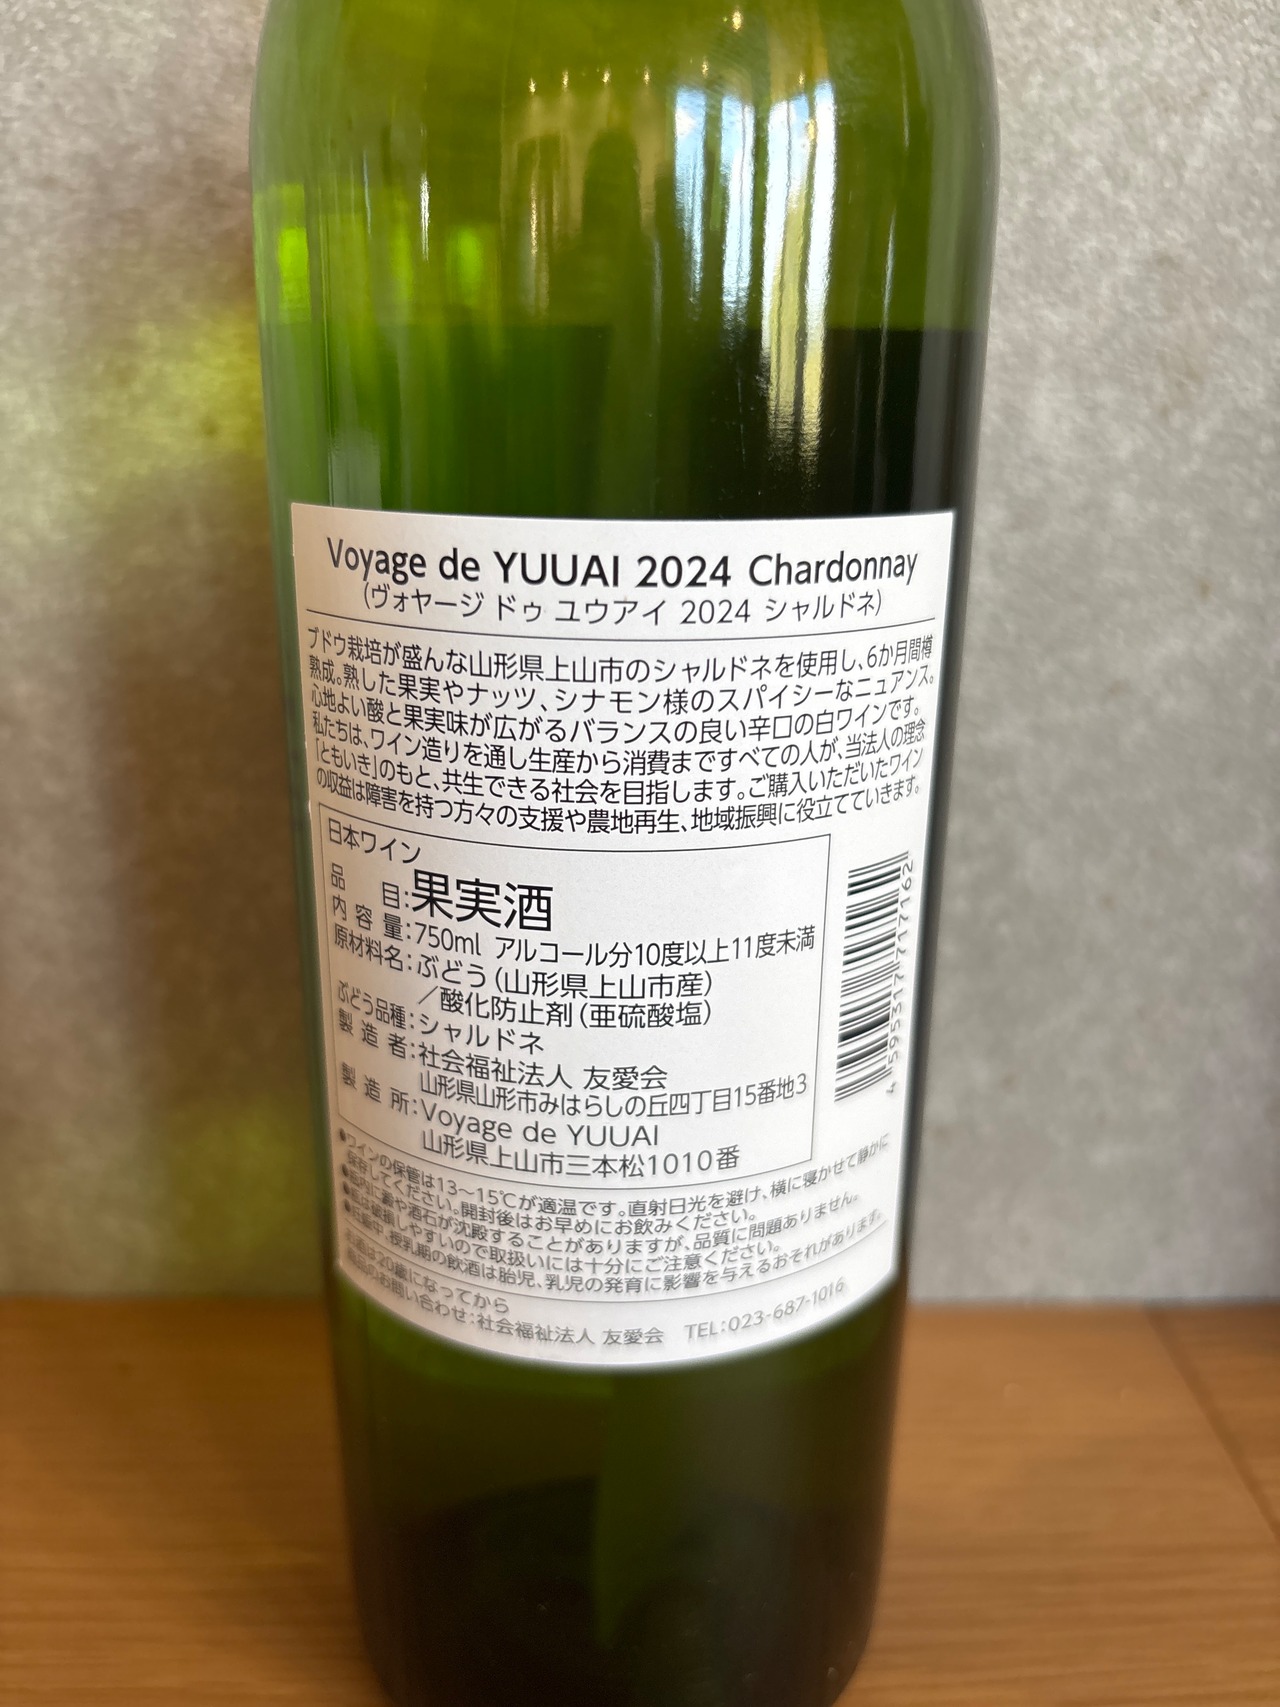 Voyage de YUUAI 2024 Chardonnay
(ヴォヤージ ドゥ ユウアイ 2024 シャルドネ)
ブドウ栽培が盛んな山形県上山市のシャルドネを使用し、6か月間樽
熟成。熟した果実やナッツ、シナモン様のスパイシーなニュアンス。
心地よい酸と果実味が広がるバランスの良い辛口の白ワインです。
私たちは、ワイン造りを通し生産から消費まですべての人が、当法人の理念
「ともいき」のもと、共生できる社会を目指します。ご購入いただいたワイン
の収益は障害を持つ方々の支援や農地再生、地域振興に役立てていきます。
日本ワイン
品目:果実酒
内容量:750ml アルコール分10度以上11度未満
原材料名:ぶどう(山形県上山市産)
/酸化防止剤(亜硫酸塩)
ぶどう品種:シャルドネ
製造者:社会福祉法人 友愛会
山形県山形市みはらしの丘四丁目15番地3
製造所:Voyage de YUUAI
山形県上山市三本松1010番
4 595317 717162
●ワインの保管は13〜15℃が適温です。直射日光を避け、横に寝かせて静かに
保存してください。開封後はお早めにお飲みください。
●瓶内に澱や酒石が沈殿することがありますが、品質に問題ありません。
●瓶は破損しやすいので取扱いには十分にご注意ください。
●妊娠中、授乳期の飲酒は胎児、乳児の発育に影響を与えるおそれがあります。
お酒は20歳になってから
商品のお問い合わせ:社会福祉法人 友愛会 TEL:023-687-1016